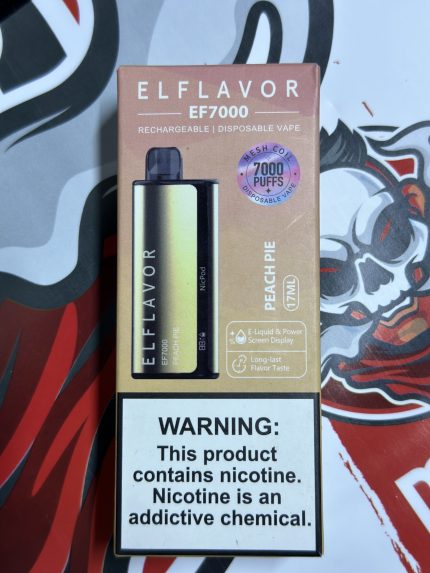 ELFLAVOR
EF7000
RECHARGEABLE | DISPOSABLE VAPE
MESH COIL
7000
PUFFS
DISPOSABLE VAPE
PEACH PIE
17ML
E-Liquid & Power
Screen Display
Long-last
Flavor Taste
ELFLAVOR
EF7000
PEACH PIE
NicPod
WARNING:
This product
contains nicotine.
Nicotine is an
addictive chemical.